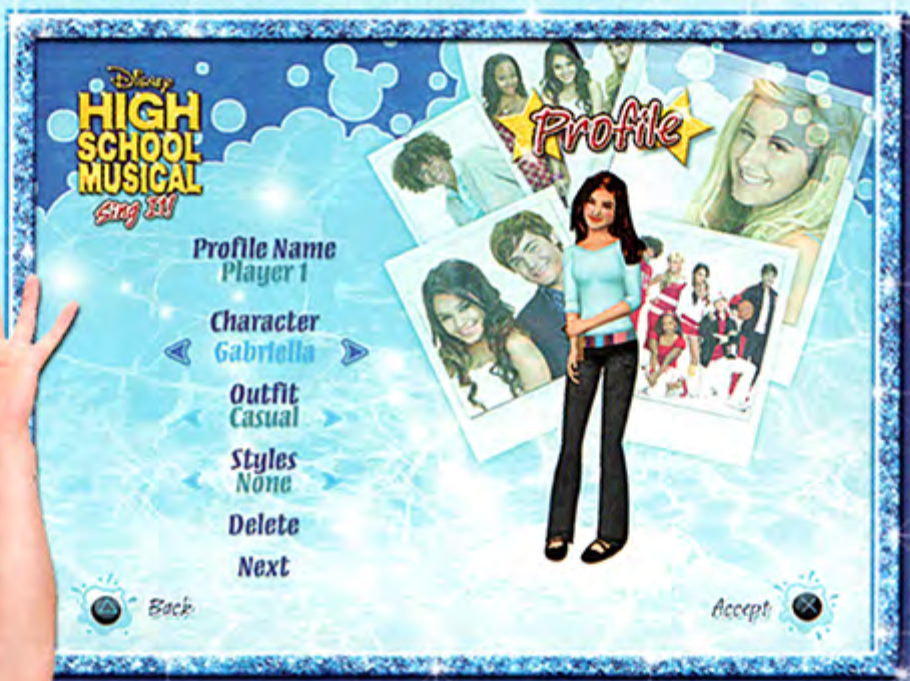 Disney
HIGH
SCHOOL
MUSICAL
Sing It!
Profile
Profile Name
Player 1
Character
Gabriella
Outfit
Casual
Styles
None
Delete
Next
Back
Accept